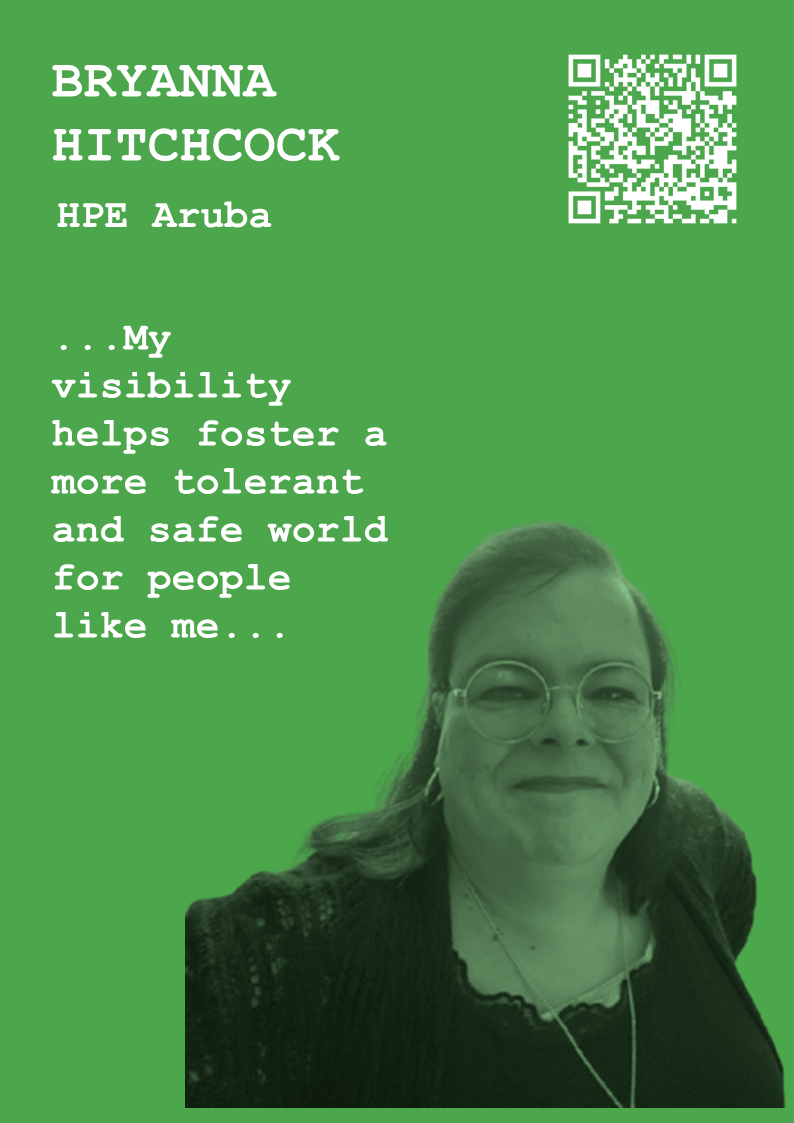 BRYANNA
HITCHCOCK
HPE Aruba
...My
visibility
helps foster a
more tolerant
and safe world
for people
like me...